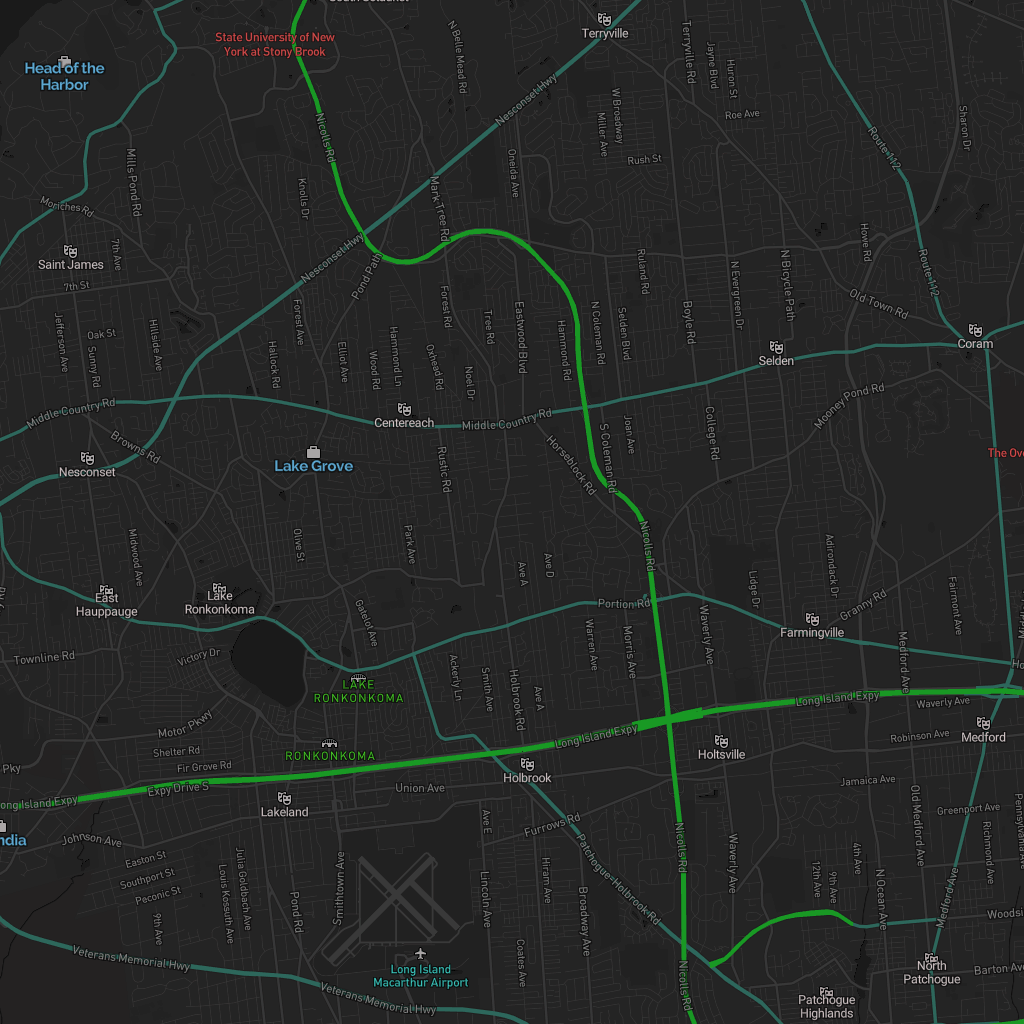 South Setauket
State University of New
York at Stony Brook
Terryville
Head of the
Harbor
N Belle Mead Rd
Terryville Rd
Jayne Blvd
Huron St
Nesconset Hwy
W Broadway
Miller Ave
Roe Ave
Sharon Dr
Nicolls Rd
Route 112
Mills Pond Rd
Oneida Ave
Rush St
Knolls Dr
Mark Tree Rd
Moriches Rd
7th Ave
Saint James
Nesconset Hwy
Pond Path
Howe Rd
Ruland Rd
N Evergreen Dr
N Bicycle Path
Route 112
7th St
Forest Rd
Old Town Rd
Jefferson Ave
Oak St
Sunny Rd
Hillside Ave
Forest Ave
Hallock Rd
Elliot Ave
Wood Rd
Hammond Ln
Oxhead Rd
Tree Rd
Noel Dr
Eastwood Blvd
Hammond Rd
N Coleman Rd
Selden Blvd
Boyle Rd
Selden
Coram
Middle Country Rd
Centereach
Middle Country Rd
Mooney Pond Rd
Browns Rd
Nesconset
Lake Grove
Rustic Rd
Horseblock Rd
S Coleman Rd
Joan Ave
College Rd
The Ove
Midwood Ave
Olive St
Park Ave
Ave A
Ave D
Nicolls Rd
Adirondack Dr
East
Hauppauge
Lake
Ronkonkoma
Gatelot Ave
Portion Rd
Lidge Dr
Granny Rd
Fairmont Ave
Farmingville
Townline Rd
Victory Dr
Warren Ave
Morris Ave
Waverly Ave
Medford Ave
LAKE
RONKONKOMA
Ackerly Ln
Smith Ave
Holbrook Rd
Ave A
Long Island Expy
Waverly Ave
Motor Pkwy
Shelter Rd
Fir Grove Rd
RONKONKOMA
Long Island Expy
Holtsville
Robinson Ave
Medford
Pky
Holbrook
Expy Drive S
Union Ave
Jamaica Ave
Long Island Expy
Lakeland
ndia
Johnson Ave
Ave E
Furrows Rd
Nicolls Rd
Old Medford Ave
Greenport Ave
Pennsylvania Av
Richmond Ave
Easton St
Southport St
Peconic St
Julia Goldbach Ave
Louis Kossuth Ave
Smithtown Ave
Patchogue-Holbrook Rd
Waverly Ave
12th Ave
9th Ave
4th Ave
N Ocean Ave
Medford Ave
Woods
9th Ave
Pond Rd
Lincoln Ave
Hiram Ave
Broadway Ave
Veterans Memorial Hwy
Long Island
Macarthur Airport
Coates Ave
Nicolls Rd
North
Patchogue
Barton Ave
Veterans Memorial Hwy
Patchogue
Highlands